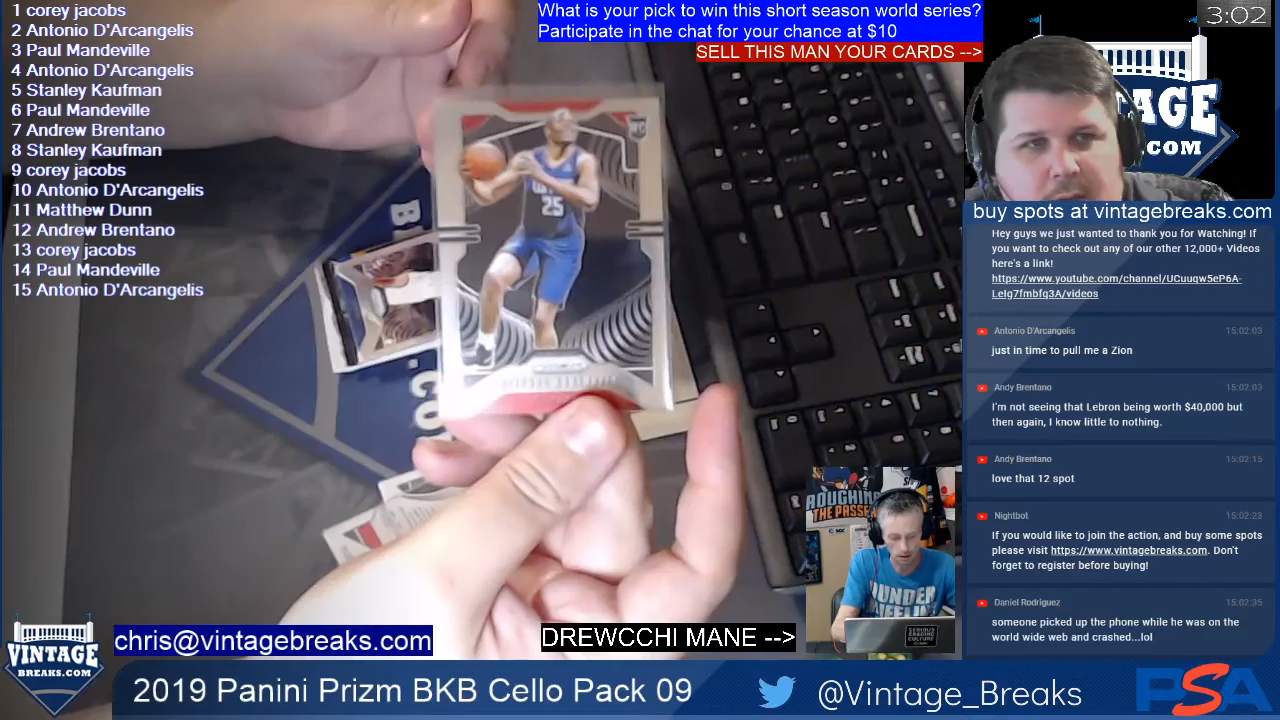 1 corey jacobs
2 Antonio D'Arcangelis
3 Paul Mandeville
4 Antonio D'Arcangelis
5 Stanley Kaufman
6 Paul Mandeville
7 Andrew Brentano
8 Stanley Kaufman
9 corey jacobs
10 Antonio D'Arcangelis
11 Matthew Dunn
12 Andrew Brentano
13 corey jacobs
14 Paul Mandeville
15 Antonio D'Arcangelis
What is your pick to win this short season world series?
Participate in the chat for your chance at $10
SELL THIS MAN YOUR CARDS -->
3:02
25
buy spots at vintagebreaks.com
Hey guys we just wanted to thank you for Watching! If
you want to check out any of our other 12,000+ Videos
here's a link!
https://www.youtube.com/channel/UCuuqw5eP6A-
LeIg7fmbfq3A/videos
Antonio D'Arcangelis 15:02:03
just in time to pull me a Zion
Andy Brentano 15:02:03
I'm not seeing that Lebron being worth $40,000 but
then again, I know little to nothing.
Andy Brentano 15:02:15
love that 12 spot
Nightbot 15:02:23
If you would like to join the action, and buy some spots
please visit https://www.vintagebreaks.com. Don't
forget to register before buying!
Daniel Rodriguez 15:02:35
someone picked up the phone while he was on the
world wide web and crashed...lol
ROUGHING
THE PASSER
VINTAGE
BREAKS.COM
chris@vintagebreaks.com
DREWCCHI MANE -->
2019 Panini Prizm BKB Cello Pack 09
@Vintage_Breaks
PSA